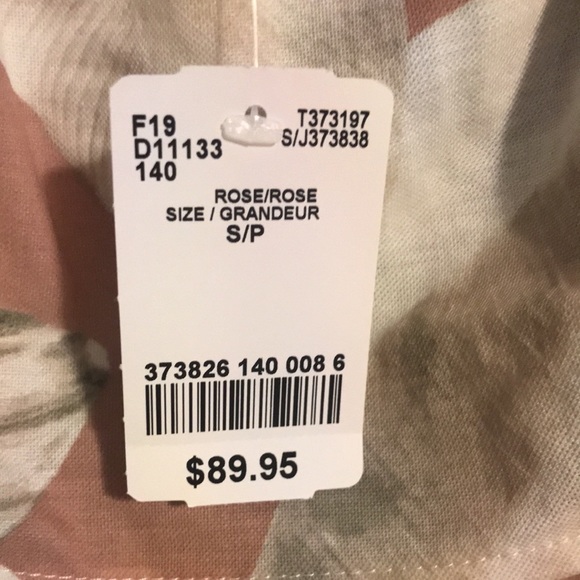 F19
D11133
140
T373197
S/J373838
ROSE/ROSE
SIZE / GRANDEUR
S/P
373826 140 008 6
$89.95